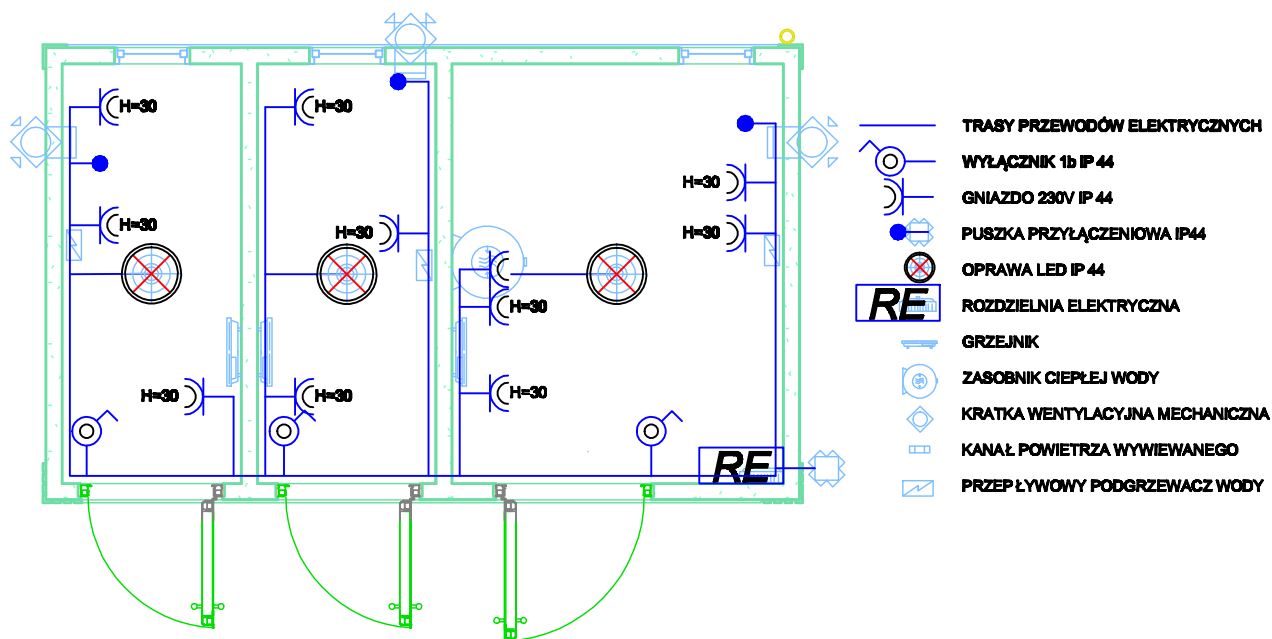 H=30
H=30
TRASY PRZEWODÓW ELEKTRYCZNYCH
WYŁĄCZNIK 1b IP 44
H=30
GNIAZDO 230V IP 44
H=30
H=30
H=30
PUSZKA PRZYŁĄCZENIOWA IP44
OPRAWA LED IP 44
H=30
RE
ROZDZIELNIA ELEKTRYCZNA
GRZEJNIK
ZASOBNIK CIEPŁEJ WODY
H=30
H=30
H=30
KRATKA WENTYLACYJNA MECHANICZNA
KANAŁ POWIETRZA WYWIEWANEGO
RE
PRZEPŁYWOWY PODGRZEWACZ WODY